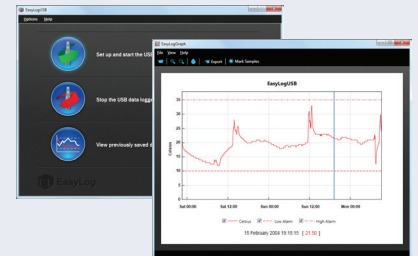 EasyLog USB
Options Help
Set up and start the USB
Stop the USB data logge
View previously saved d
EasyLog
EasyLogGraph
File View Help
Export Mark Samples
EasyLogUSB
Celsius
35
30
25
20
15
10
5
0
Sat 00:00 Sat 12:00 Sun 00:00 Sun 12:00 Mon 00:00
Celsius Low Alarm High Alarm
15 February 2004 19:15:15 [ 21.50 ]